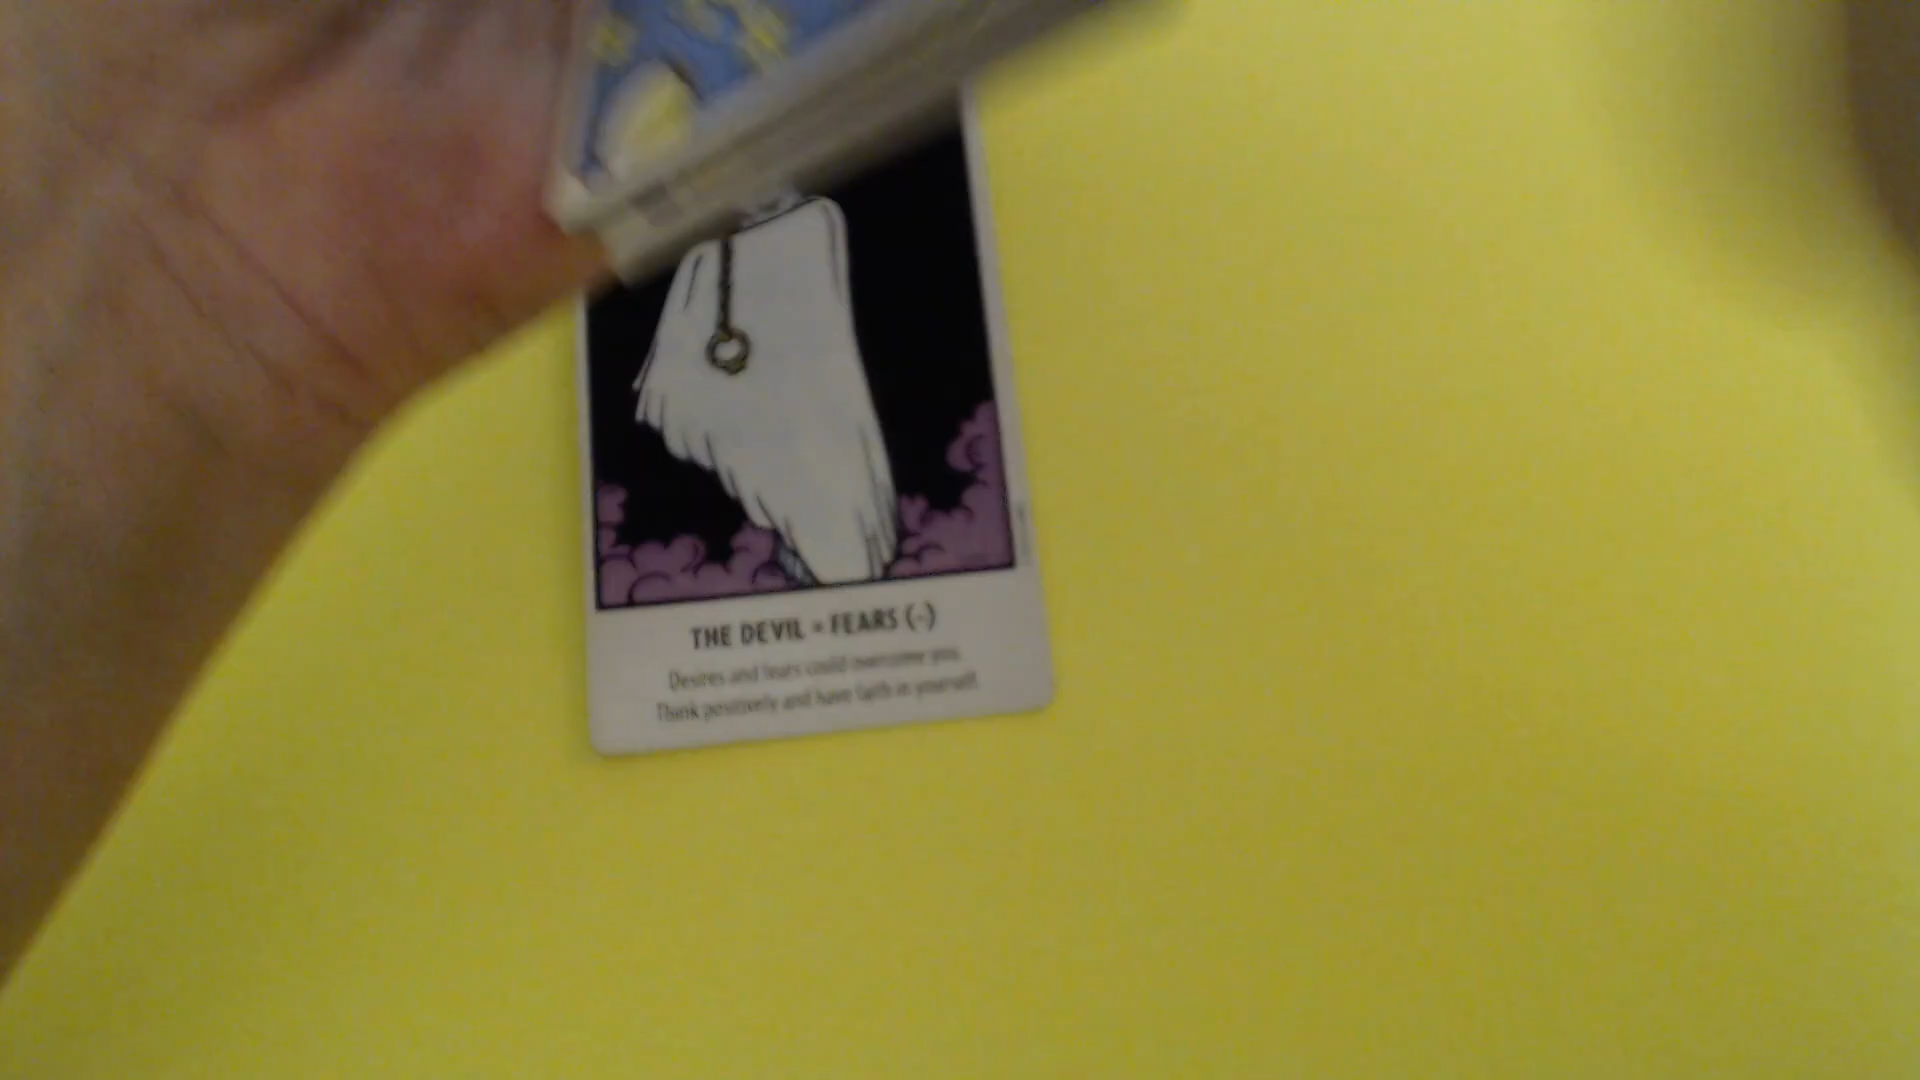 THE DEVIL = FEARS (-)
Desires and fears could overcome you.
Think positively and have faith in yourself.